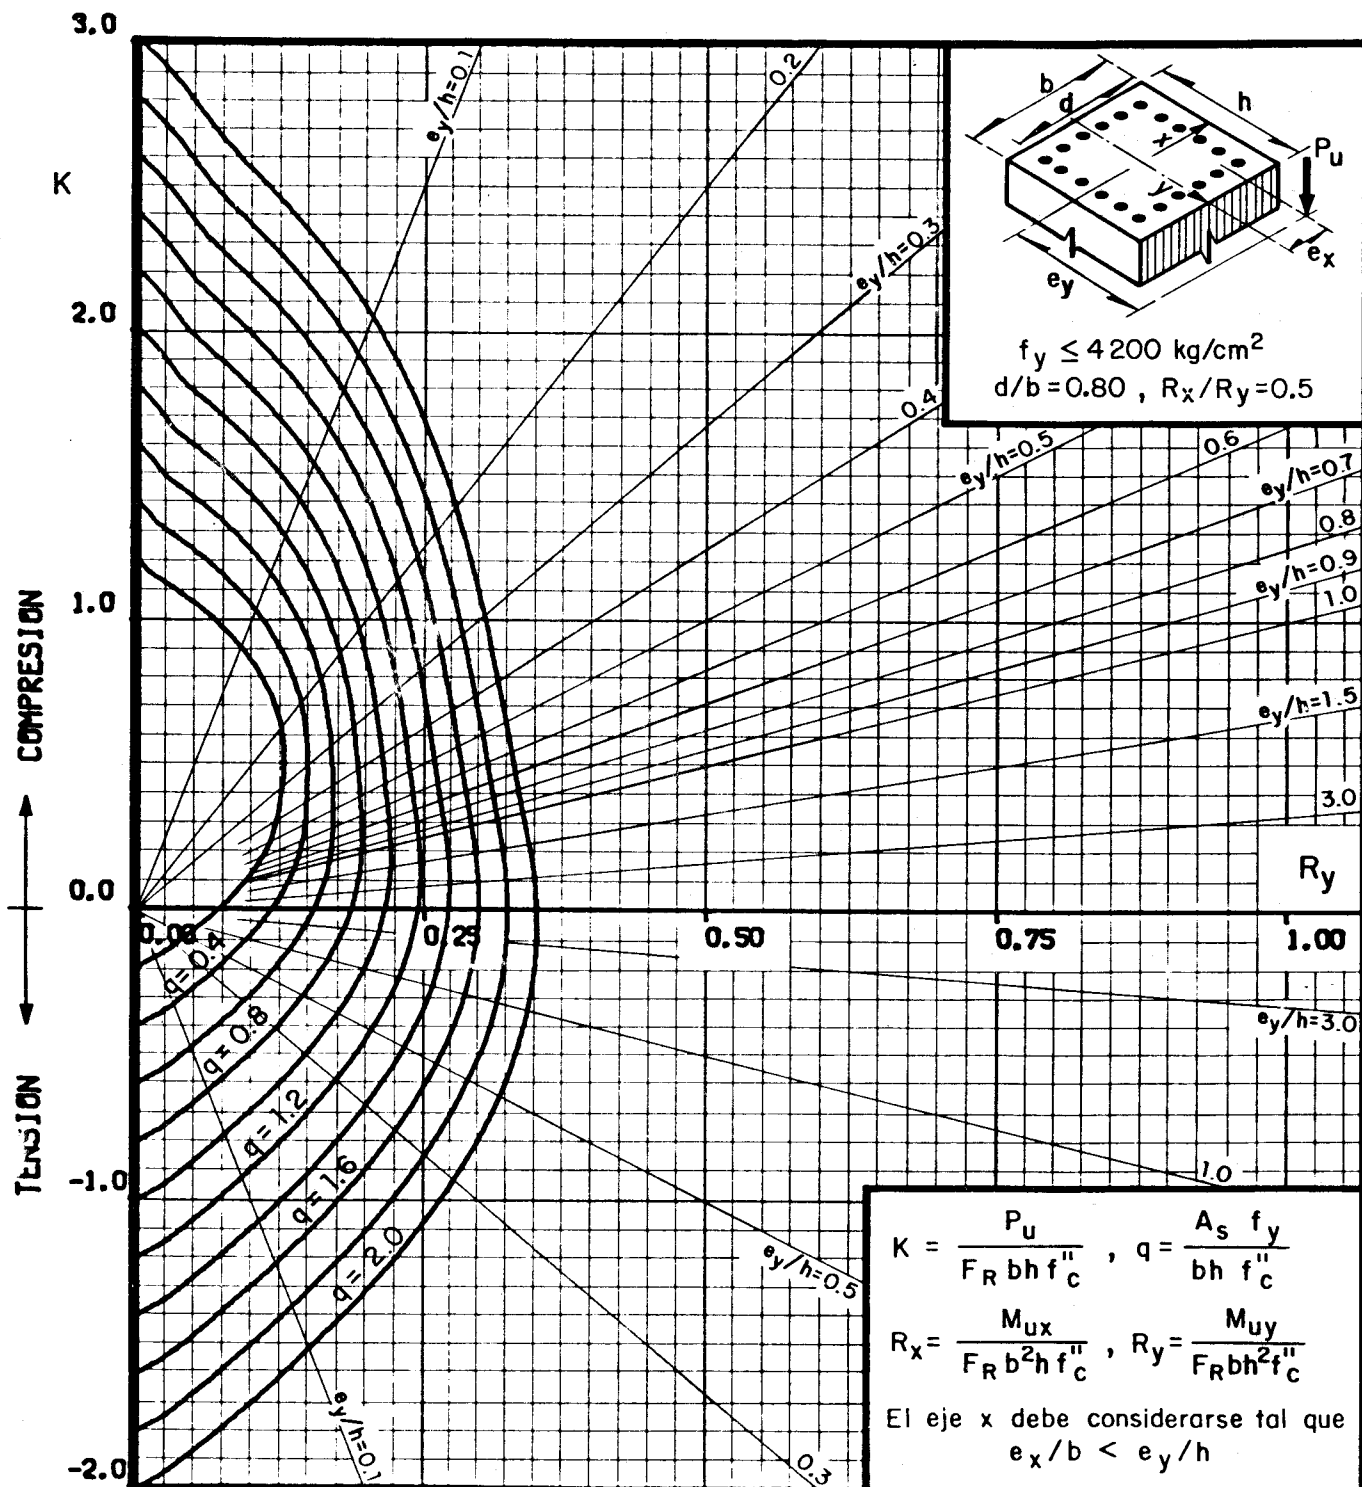 3.0
K
2.0
1.0
0.0
-1.0
-2.0
COMPRESION
TENSION
0.00
0.25
0.50
0.75
1.00
R_y
e_y/h=0.1
0.2
e_y/h=0.3
0.4
e_y/h=0.5
0.6
e_y/h=0.7
0.8
e_y/h=0.9
1.0
e_y/h=1.5
3.0
e_y/h=3.0
1.0
e_y/h=0.5
0.3
e_y/h=0.1
q=0.4
q=0.8
q=1.2
q=1.6
q=2.0
b
d
h
x
y
P_u
e_x
e_y
f_y ≤ 4200 kg/cm²
d/b=0.80 , R_x/R_y=0.5
K = P_u / F_R bh f''_c , q = A_s f_y / bh f''_c
R_x = M_ux / F_R b²h f''_c , R_y = M_uy / F_R bh² f''_c
El eje x debe considerarse tal que
e_x/b < e_y/h